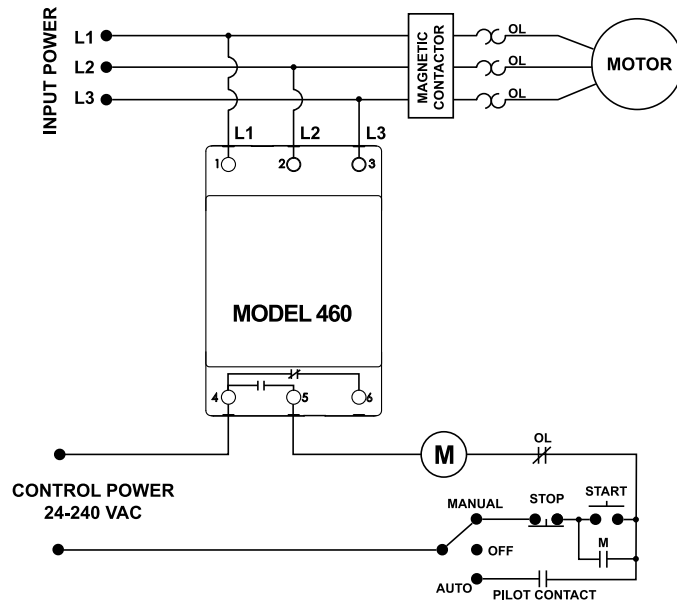 INPUT POWER
L1
L2
L3
MAGNETIC
CONTACTOR
OL
OL
OL
MOTOR
L1
L2
L3
1
2
3
MODEL 460
4
5
6
CONTROL POWER
24-240 VAC
M
OL
MANUAL
STOP
START
OFF
M
AUTO
PILOT CONTACT